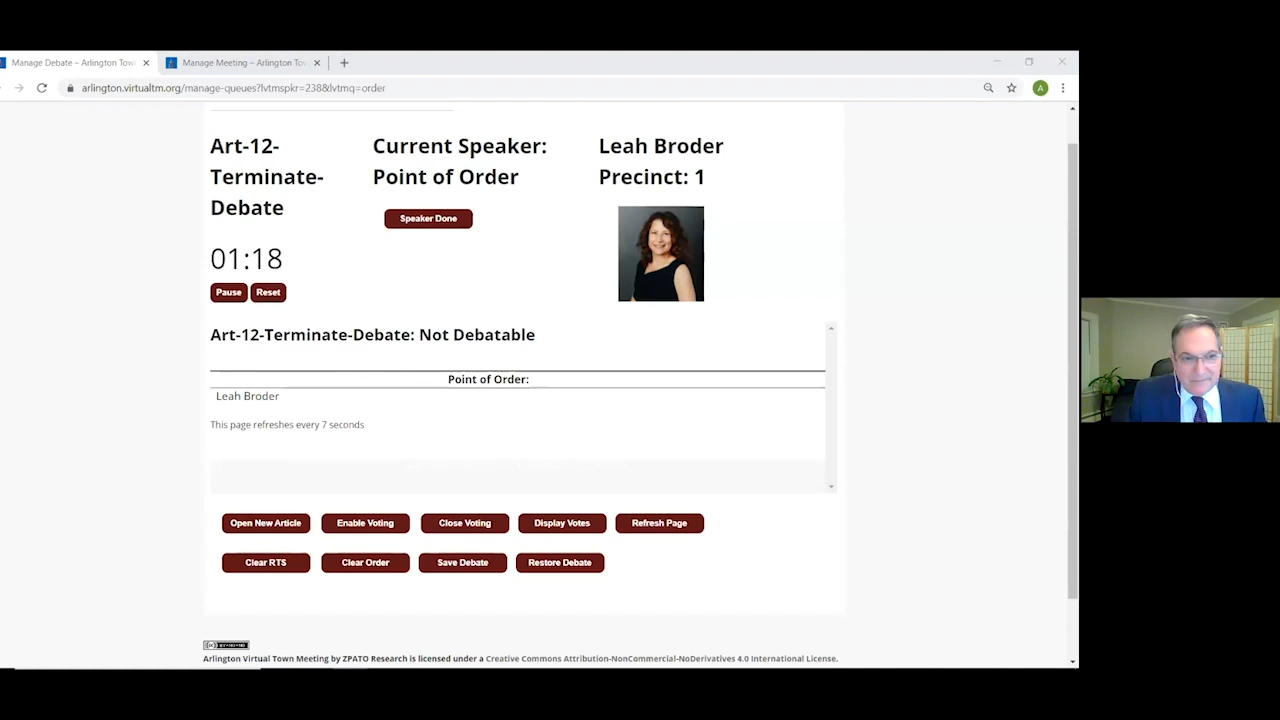 Manage Debate – Arlington Tow
Manage Meeting – Arlington Tow
arlington.virtualtm.org/manage-queues?lvtmspkr=238&lvtmq=order
A
Art-12-
Terminate-
Debate
Current Speaker:
Point of Order
Leah Broder
Precinct: 1
Speaker Done
01:18
Pause
Reset
Art-12-Terminate-Debate: Not Debatable
Point of Order:
Leah Broder
This page refreshes every 7 seconds
Open New Article
Enable Voting
Close Voting
Display Votes
Refresh Page
Clear RTS
Clear Order
Save Debate
Restore Debate
Arlington Virtual Town Meeting by ZPATO Research is licensed under a Creative Commons Attribution-NonCommercial-NoDerivatives 4.0 International License.